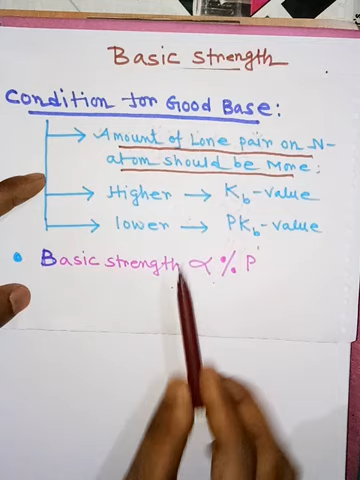 Basic strength
Condition for Good Base:
Amount of Lone pair on N-
atom should be More:
Higher → Kb-value
lower → PKb-value
• Basic strength ∝ % P